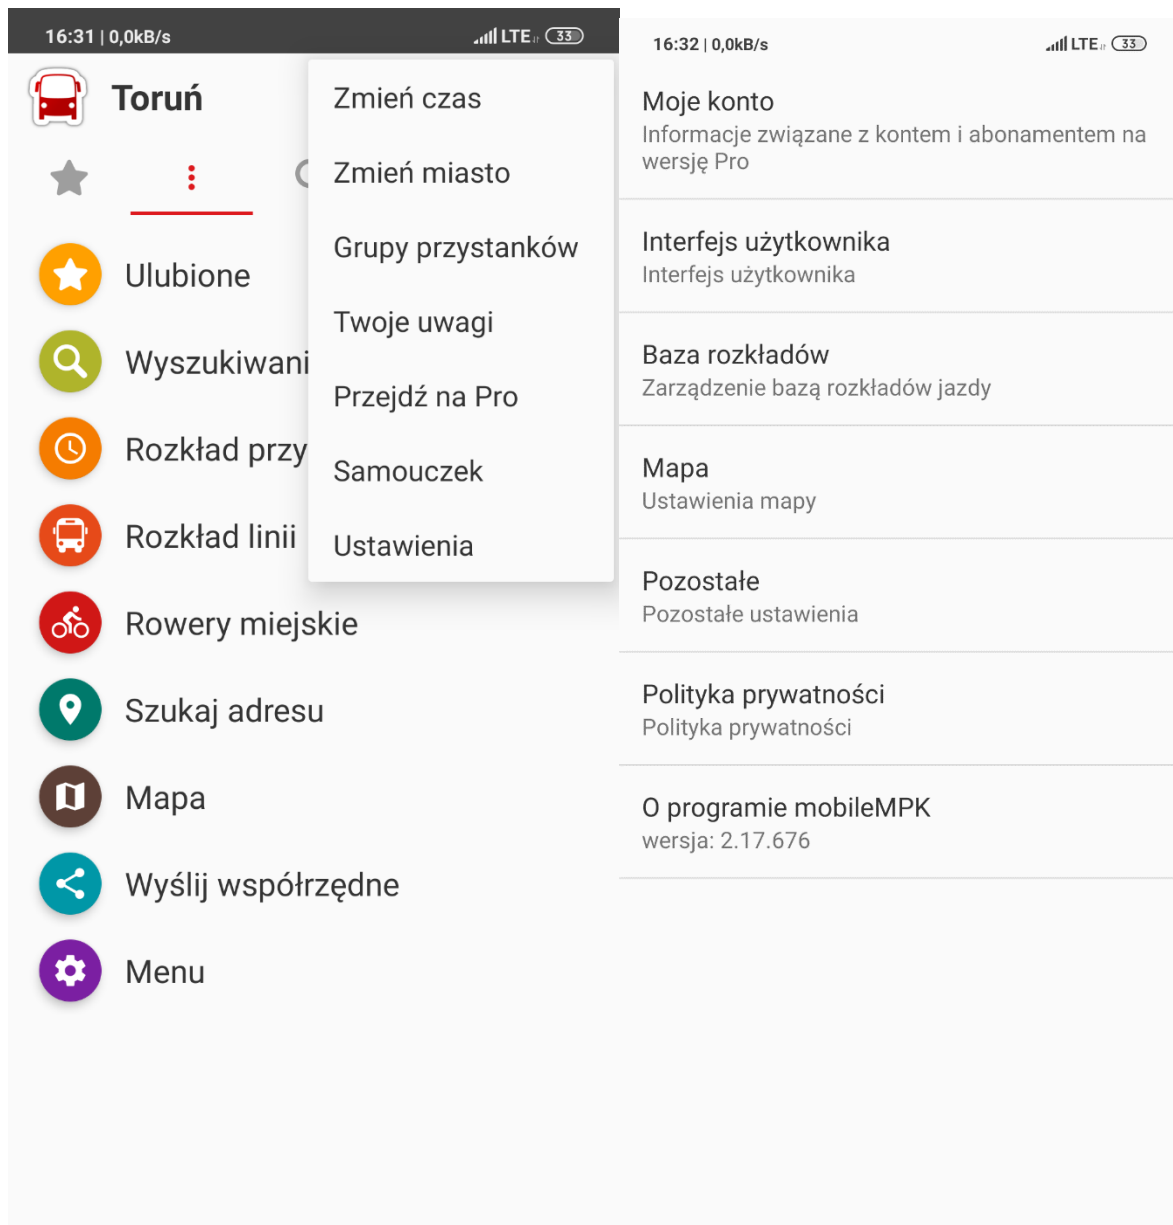 16:31 | 0,0kB/s
LTE 33
Toruń
Ulubione
Wyszukiwani
Rozkład przy
Rozkład linii
Rowery miejskie
Szukaj adresu
Mapa
Wyślij współrzędne
Menu
Zmień czas
Zmień miasto
Grupy przystanków
Twoje uwagi
Przejdź na Pro
Samouczek
Ustawienia
16:32 | 0,0kB/s
LTE 33
Moje konto
Informacje związane z kontem i abonamentem na
wersję Pro
Interfejs użytkownika
Interfejs użytkownika
Baza rozkładów
Zarządzenie bazą rozkładów jazdy
Mapa
Ustawienia mapy
Pozostałe
Pozostałe ustawienia
Polityka prywatności
Polityka prywatności
O programie mobileMPK
wersja: 2.17.676